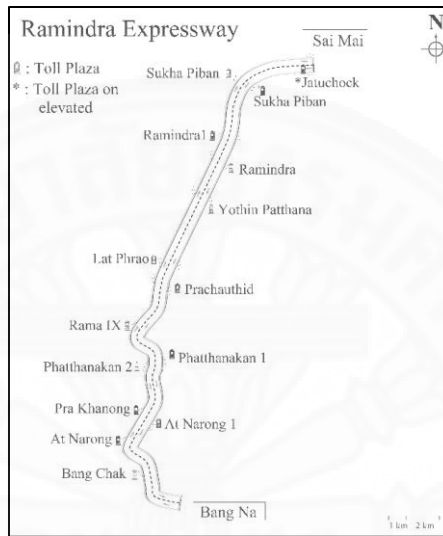 Ramindra Expressway
N
Sai Mai
: Toll Plaza
* : Toll Plaza on
elevated
Sukha Piban
*Jatuchock
Sukha Piban
Ramindra1
Ramindra
Yothin Patthana
Lat Phrao
Prachauthid
Rama IX
Phatthanakan 1
Phatthanakan 2
Pra Khanong
At Narong 1
At Narong
Bang Chak
Bang Na
1 km 2 km